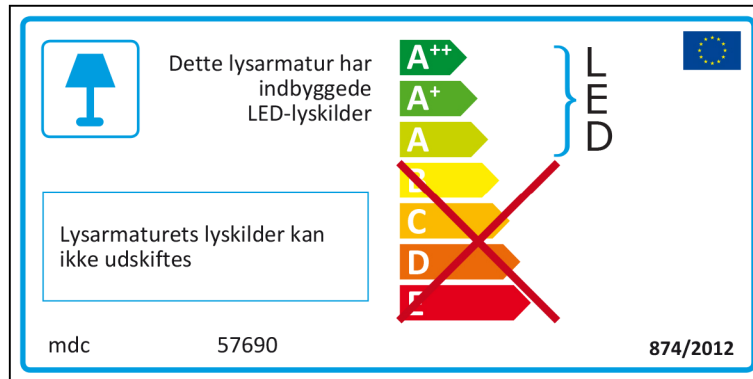 Dette lysarmatur har
indbyggede
LED-lyskilder
A++
A+
A
B
C
D
E
L
E
D
Lysarmaturets lyskilder kan
ikke udskiftes
mdc 57690
874/2012